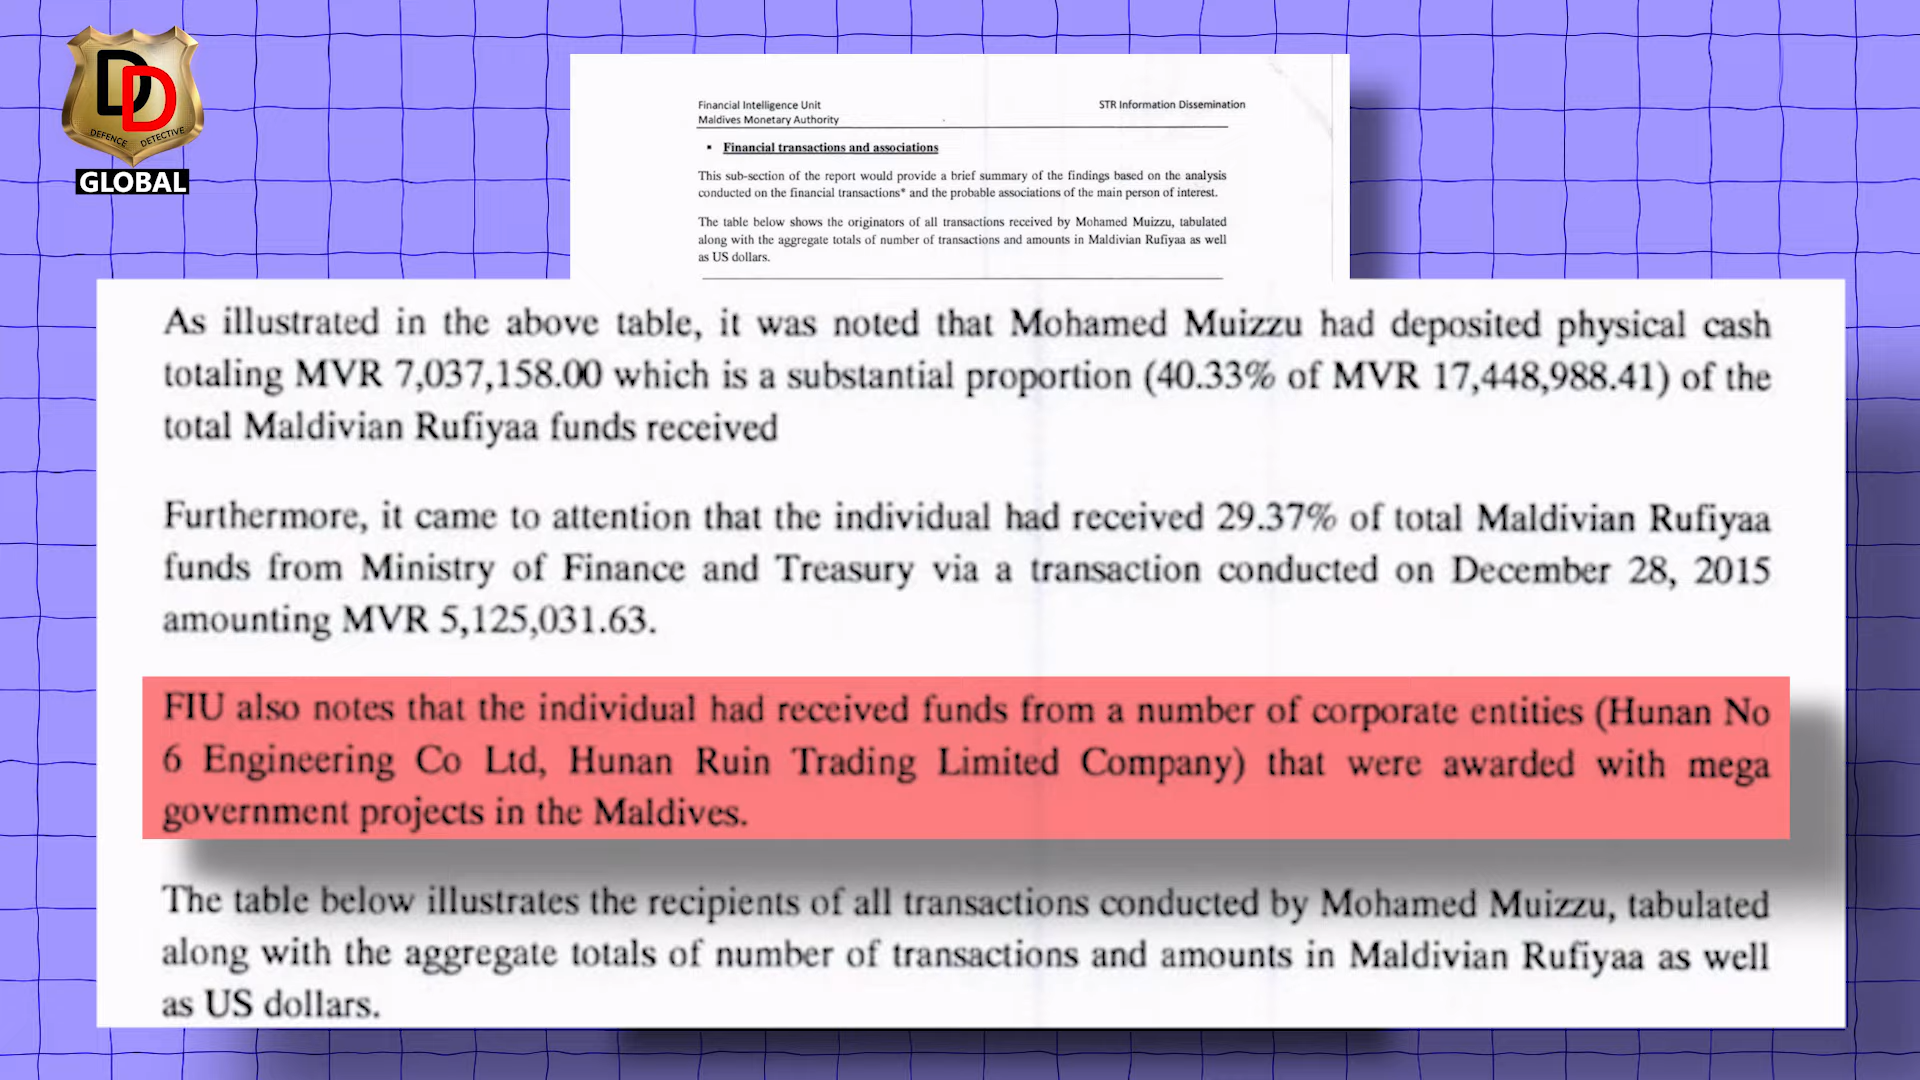 DD
DEFENCE DETECTIVE
GLOBAL
Financial Intelligence Unit
Maldives Monetary Authority
STR Information Dissemination
▪ Financial transactions and associations
This sub-section of the report would provide a brief summary of the findings based on the analysis
conducted on the financial transactions* and the probable associations of the main person of interest.
The table below shows the originators of all transactions received by Mohamed Muizzu, tabulated
along with the aggregate totals of number of transactions and amounts in Maldivian Rufiyaa as well
as US dollars.
As illustrated in the above table, it was noted that Mohamed Muizzu had deposited physical cash
totaling MVR 7,037,158.00 which is a substantial proportion (40.33% of MVR 17,448,988.41) of the
total Maldivian Rufiyaa funds received
Furthermore, it came to attention that the individual had received 29.37% of total Maldivian Rufiyaa
funds from Ministry of Finance and Treasury via a transaction conducted on December 28, 2015
amounting MVR 5,125,031.63.
FIU also notes that the individual had received funds from a number of corporate entities (Hunan No
6 Engineering Co Ltd, Hunan Ruin Trading Limited Company) that were awarded with mega
government projects in the Maldives.
The table below illustrates the recipients of all transactions conducted by Mohamed Muizzu, tabulated
along with the aggregate totals of number of transactions and amounts in Maldivian Rufiyaa as well
as US dollars.